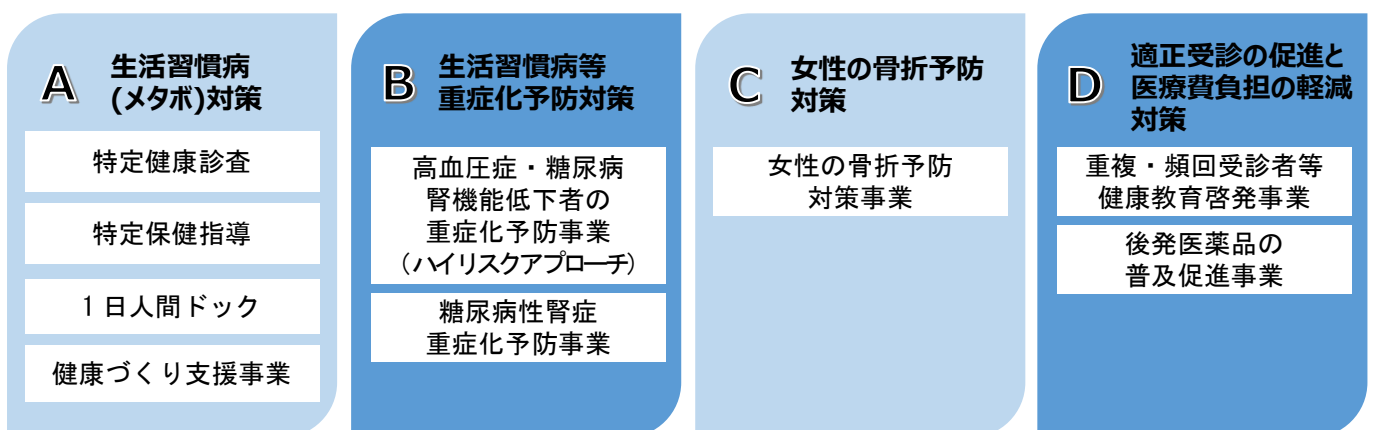 A
生活習慣病
(メタボ)対策
特定健康診査
特定保健指導
1日人間ドック
健康づくり支援事業
B
生活習慣病等
重症化予防対策
高血圧症・糖尿病
腎機能低下者の
重症化予防事業
(ハイリスクアプローチ)
糖尿病性腎症
重症化予防事業
C
女性の骨折予防
対策
女性の骨折予防
対策事業
D
適正受診の促進と
医療費負担の軽減
対策
重複・頻回受診者等
健康教育啓発事業
後発医薬品の
普及促進事業